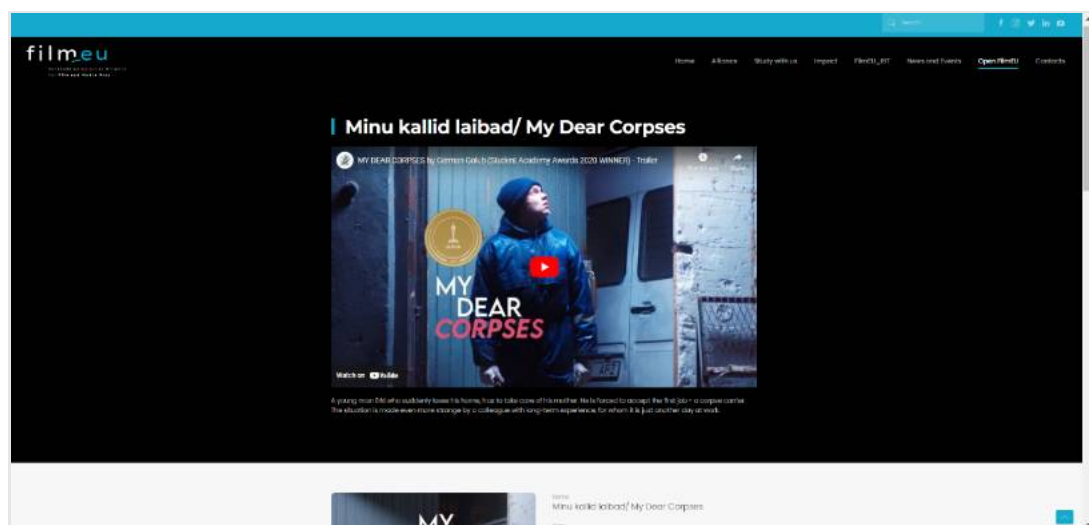 Search
film.eu
Home Alliance Study with us Impact FilmEU_RIT News and Events Open FilmEU Contacts
Minu kallid laibad/ My Dear Corpses
MY DEAR CORPSES by German Golub (Student Academy Awards 2020 WINNER) - Trailer
MY
DEAR
CORPSES
Watch on YouTube
A young man Erki who suddenly loses his home, has to take care of his mother. He is forced to accept the first job - a corpse carrier.
The situation is made even more strange by a colleague with long-term experience, for whom it is just another day at work.
MY
Name
Minu kallid laibad/ My Dear Corpses